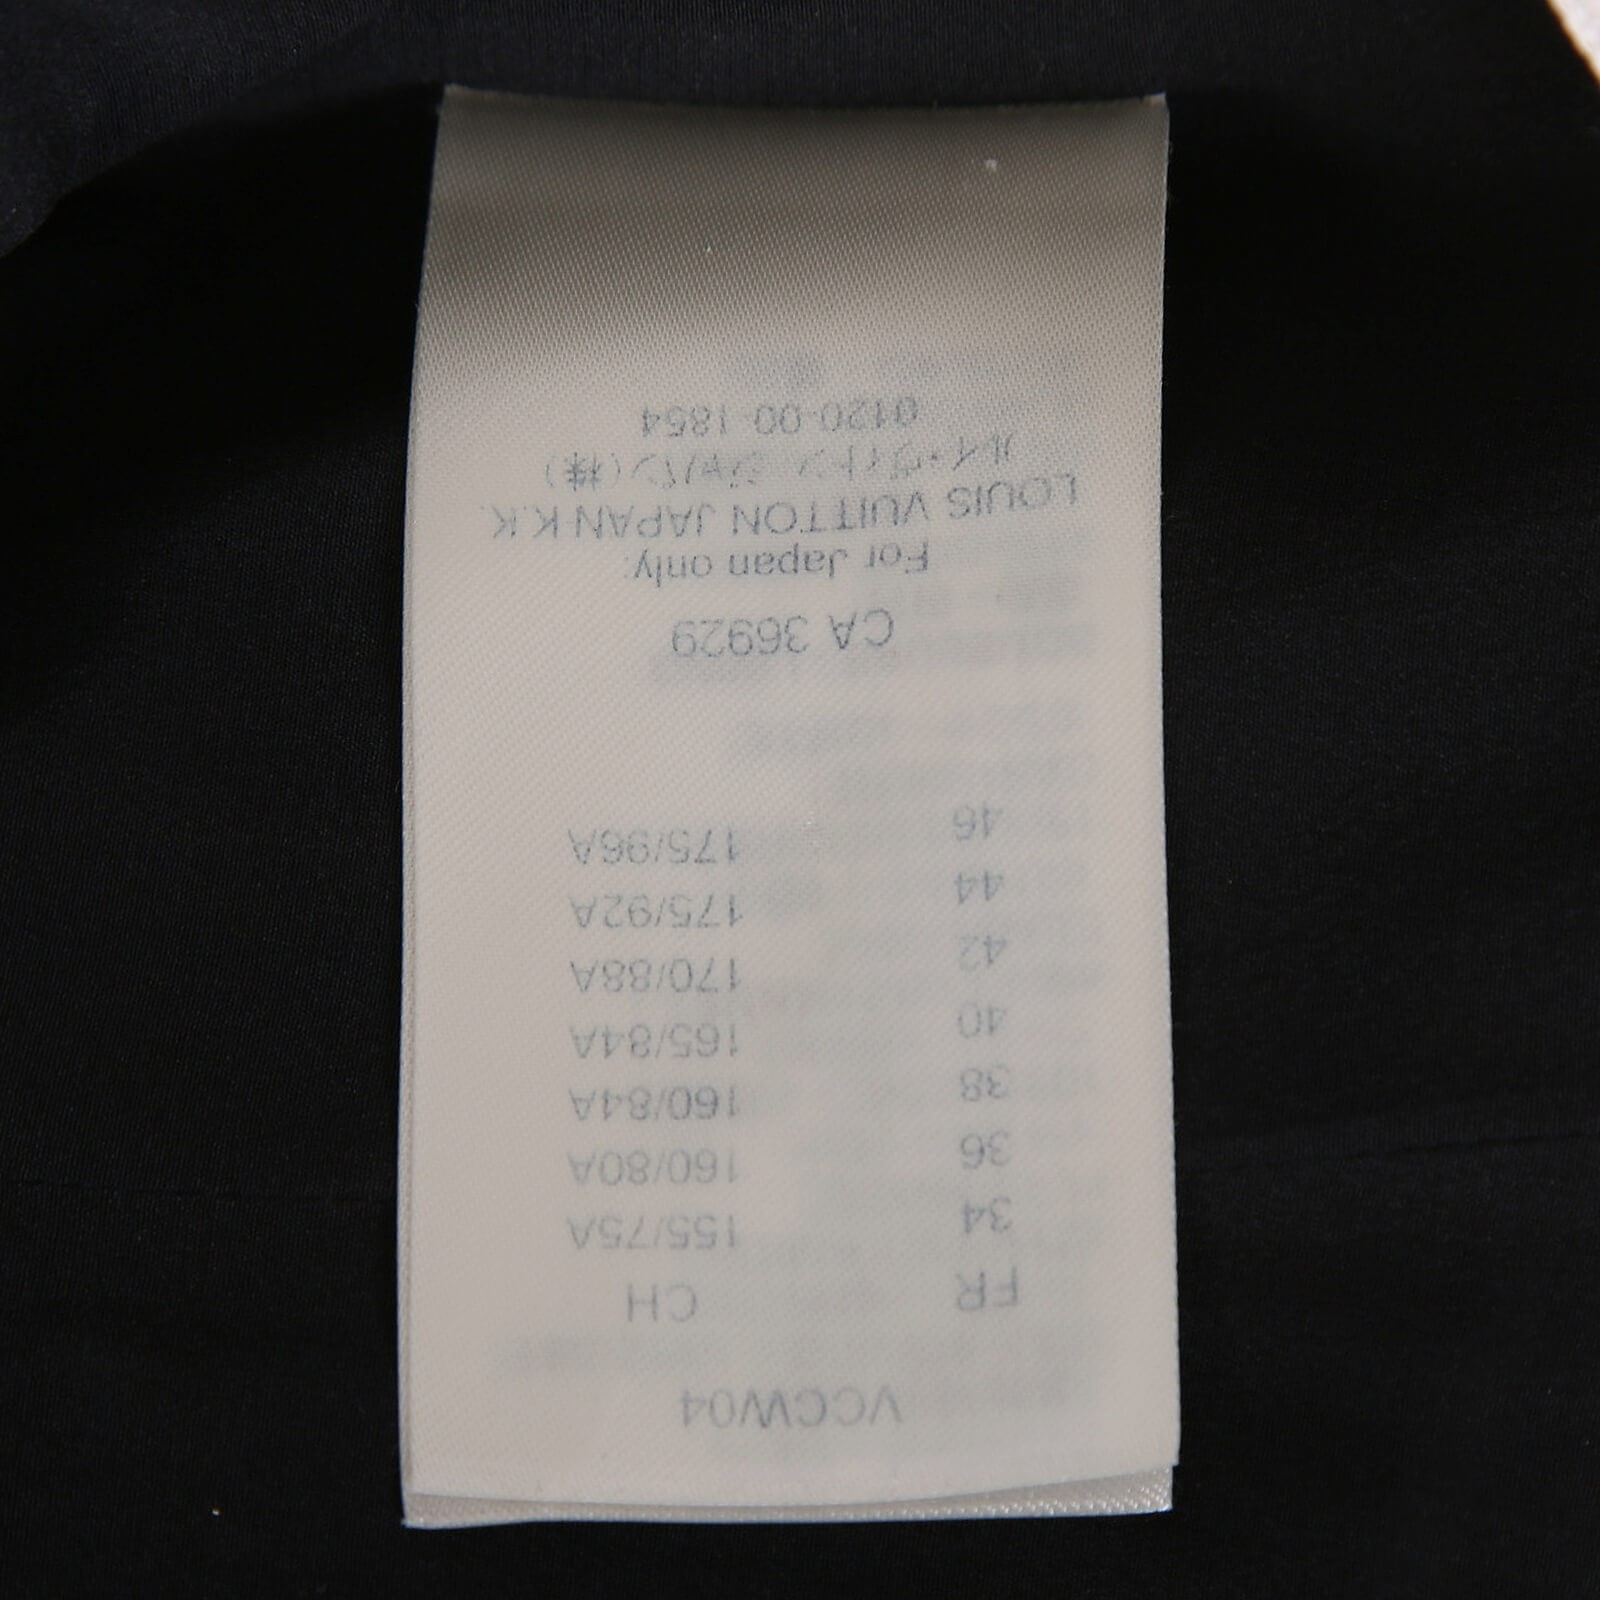 VCCW04
FR CH
34 155/75A
36 160/80A
38 160/84A
40 165/84A
42 170/88A
44 175/92A
46 175/96A
CA 36929
For Japan only:
LOUIS VUITTON JAPAN K.K.
ルイ・ヴィトン ジャパン(株)
0120-00-1854